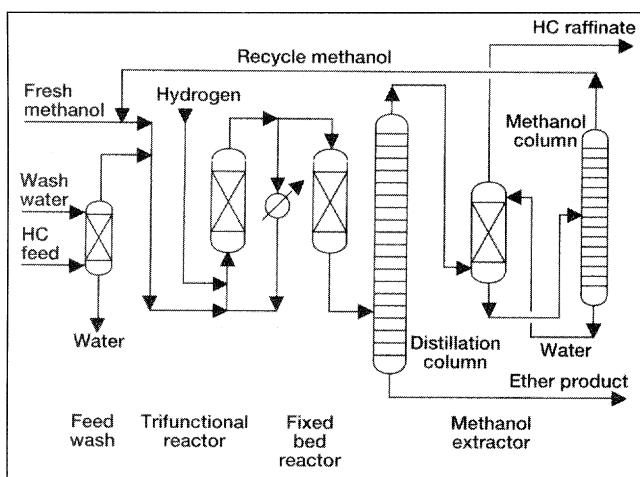 HC raffinate
Recycle methanol
Fresh
methanol
Hydrogen
Methanol
column
Wash
water
HC
feed
Water
Distillation
column
Water
Ether product
Feed
wash
Trifunctional
reactor
Fixed
bed
reactor
Methanol
extractor